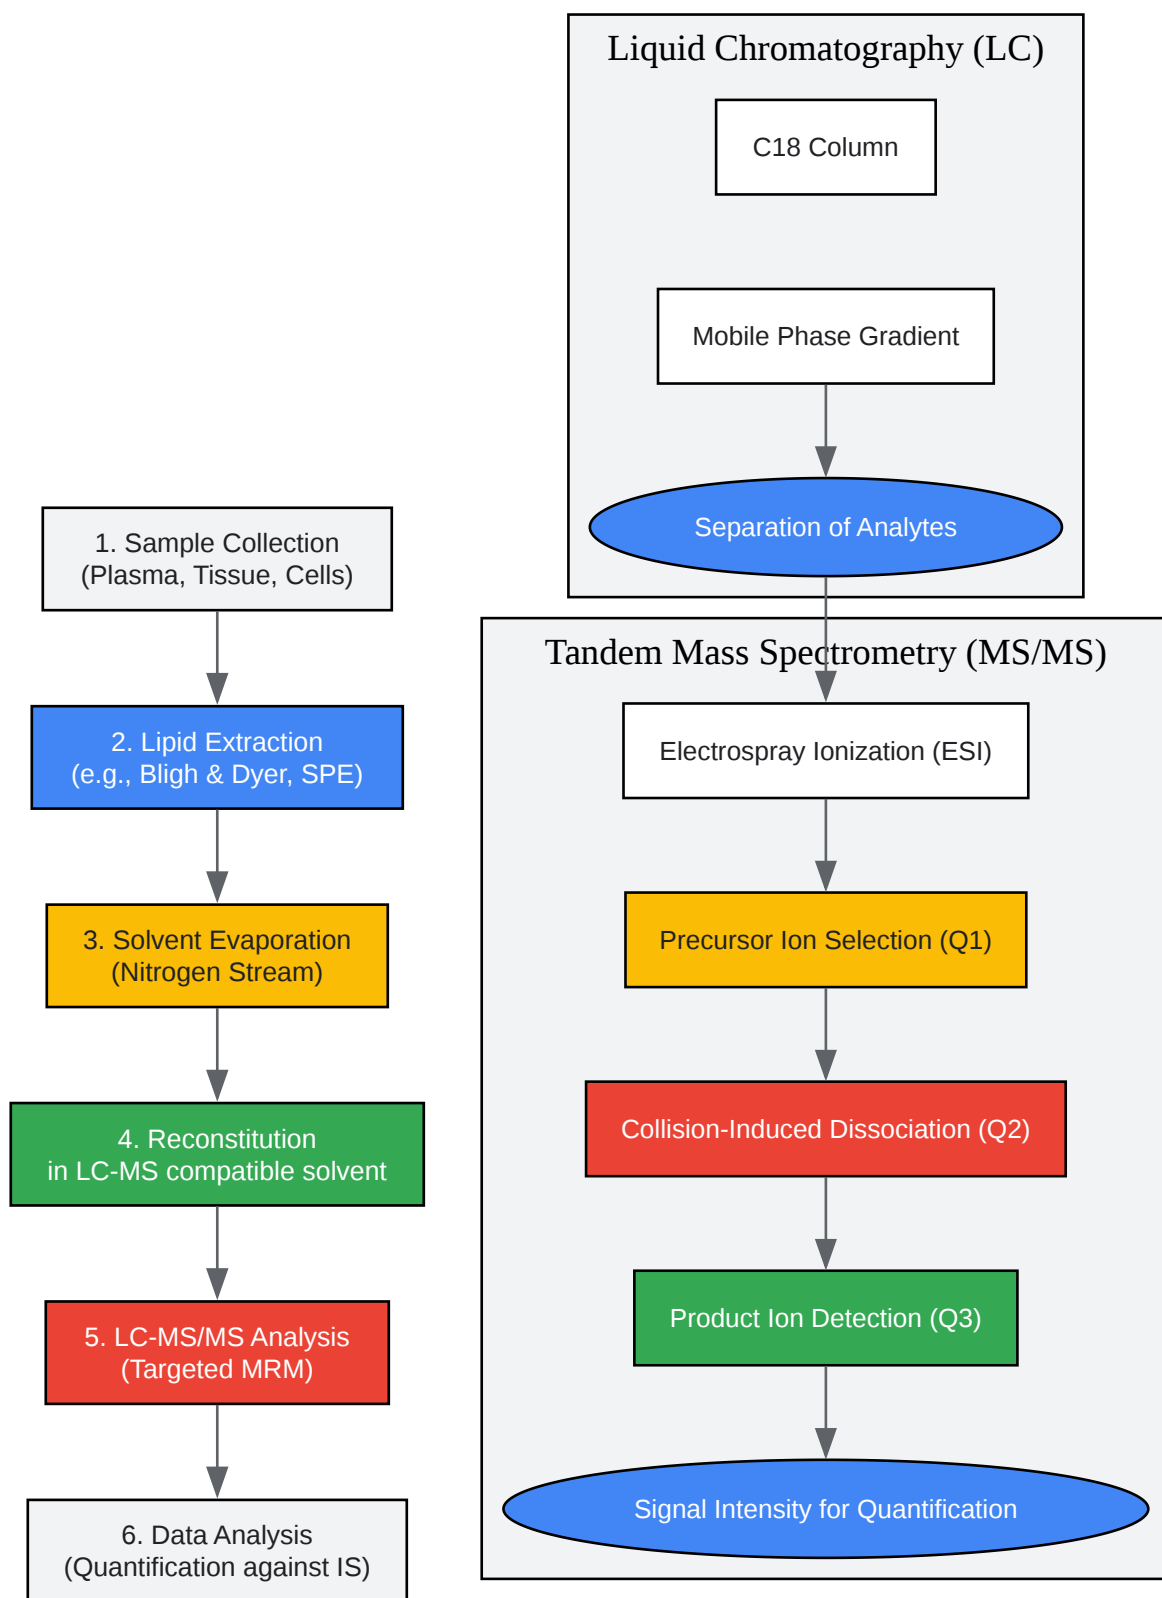 Liquid Chromatography (LC)
C18 Column
Mobile Phase Gradient
Separation of Analytes
1. Sample Collection
(Plasma, Tissue, Cells)
2. Lipid Extraction
(e.g., Bligh & Dyer, SPE)
3. Solvent Evaporation
(Nitrogen Stream)
4. Reconstitution
in LC-MS compatible solvent
5. LC-MS/MS Analysis
(Targeted MRM)
6. Data Analysis
(Quantification against IS)
Tandem Mass Spectrometry (MS/MS)
Electrospray Ionization (ESI)
Precursor Ion Selection (Q1)
Collision-Induced Dissociation (Q2)
Product Ion Detection (Q3)
Signal Intensity for Quantification